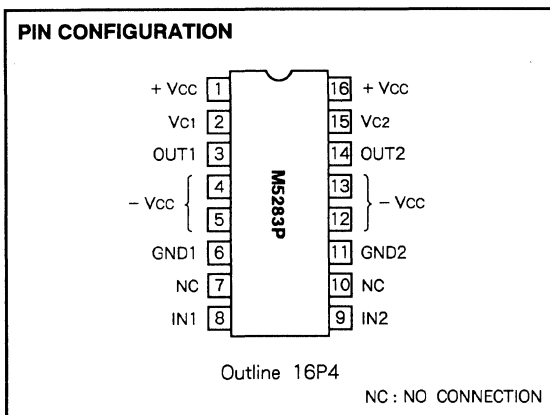 PIN CONFIGURATION
+ Vcc 1 16 + Vcc
Vc1 2 15 Vc2
OUT1 3 14 OUT2
4 13
- Vcc - Vcc
5 12
M5283P
GND1 6 11 GND2
NC 7 10 NC
IN1 8 9 IN2
Outline 16P4
NC : NO CONNECTION